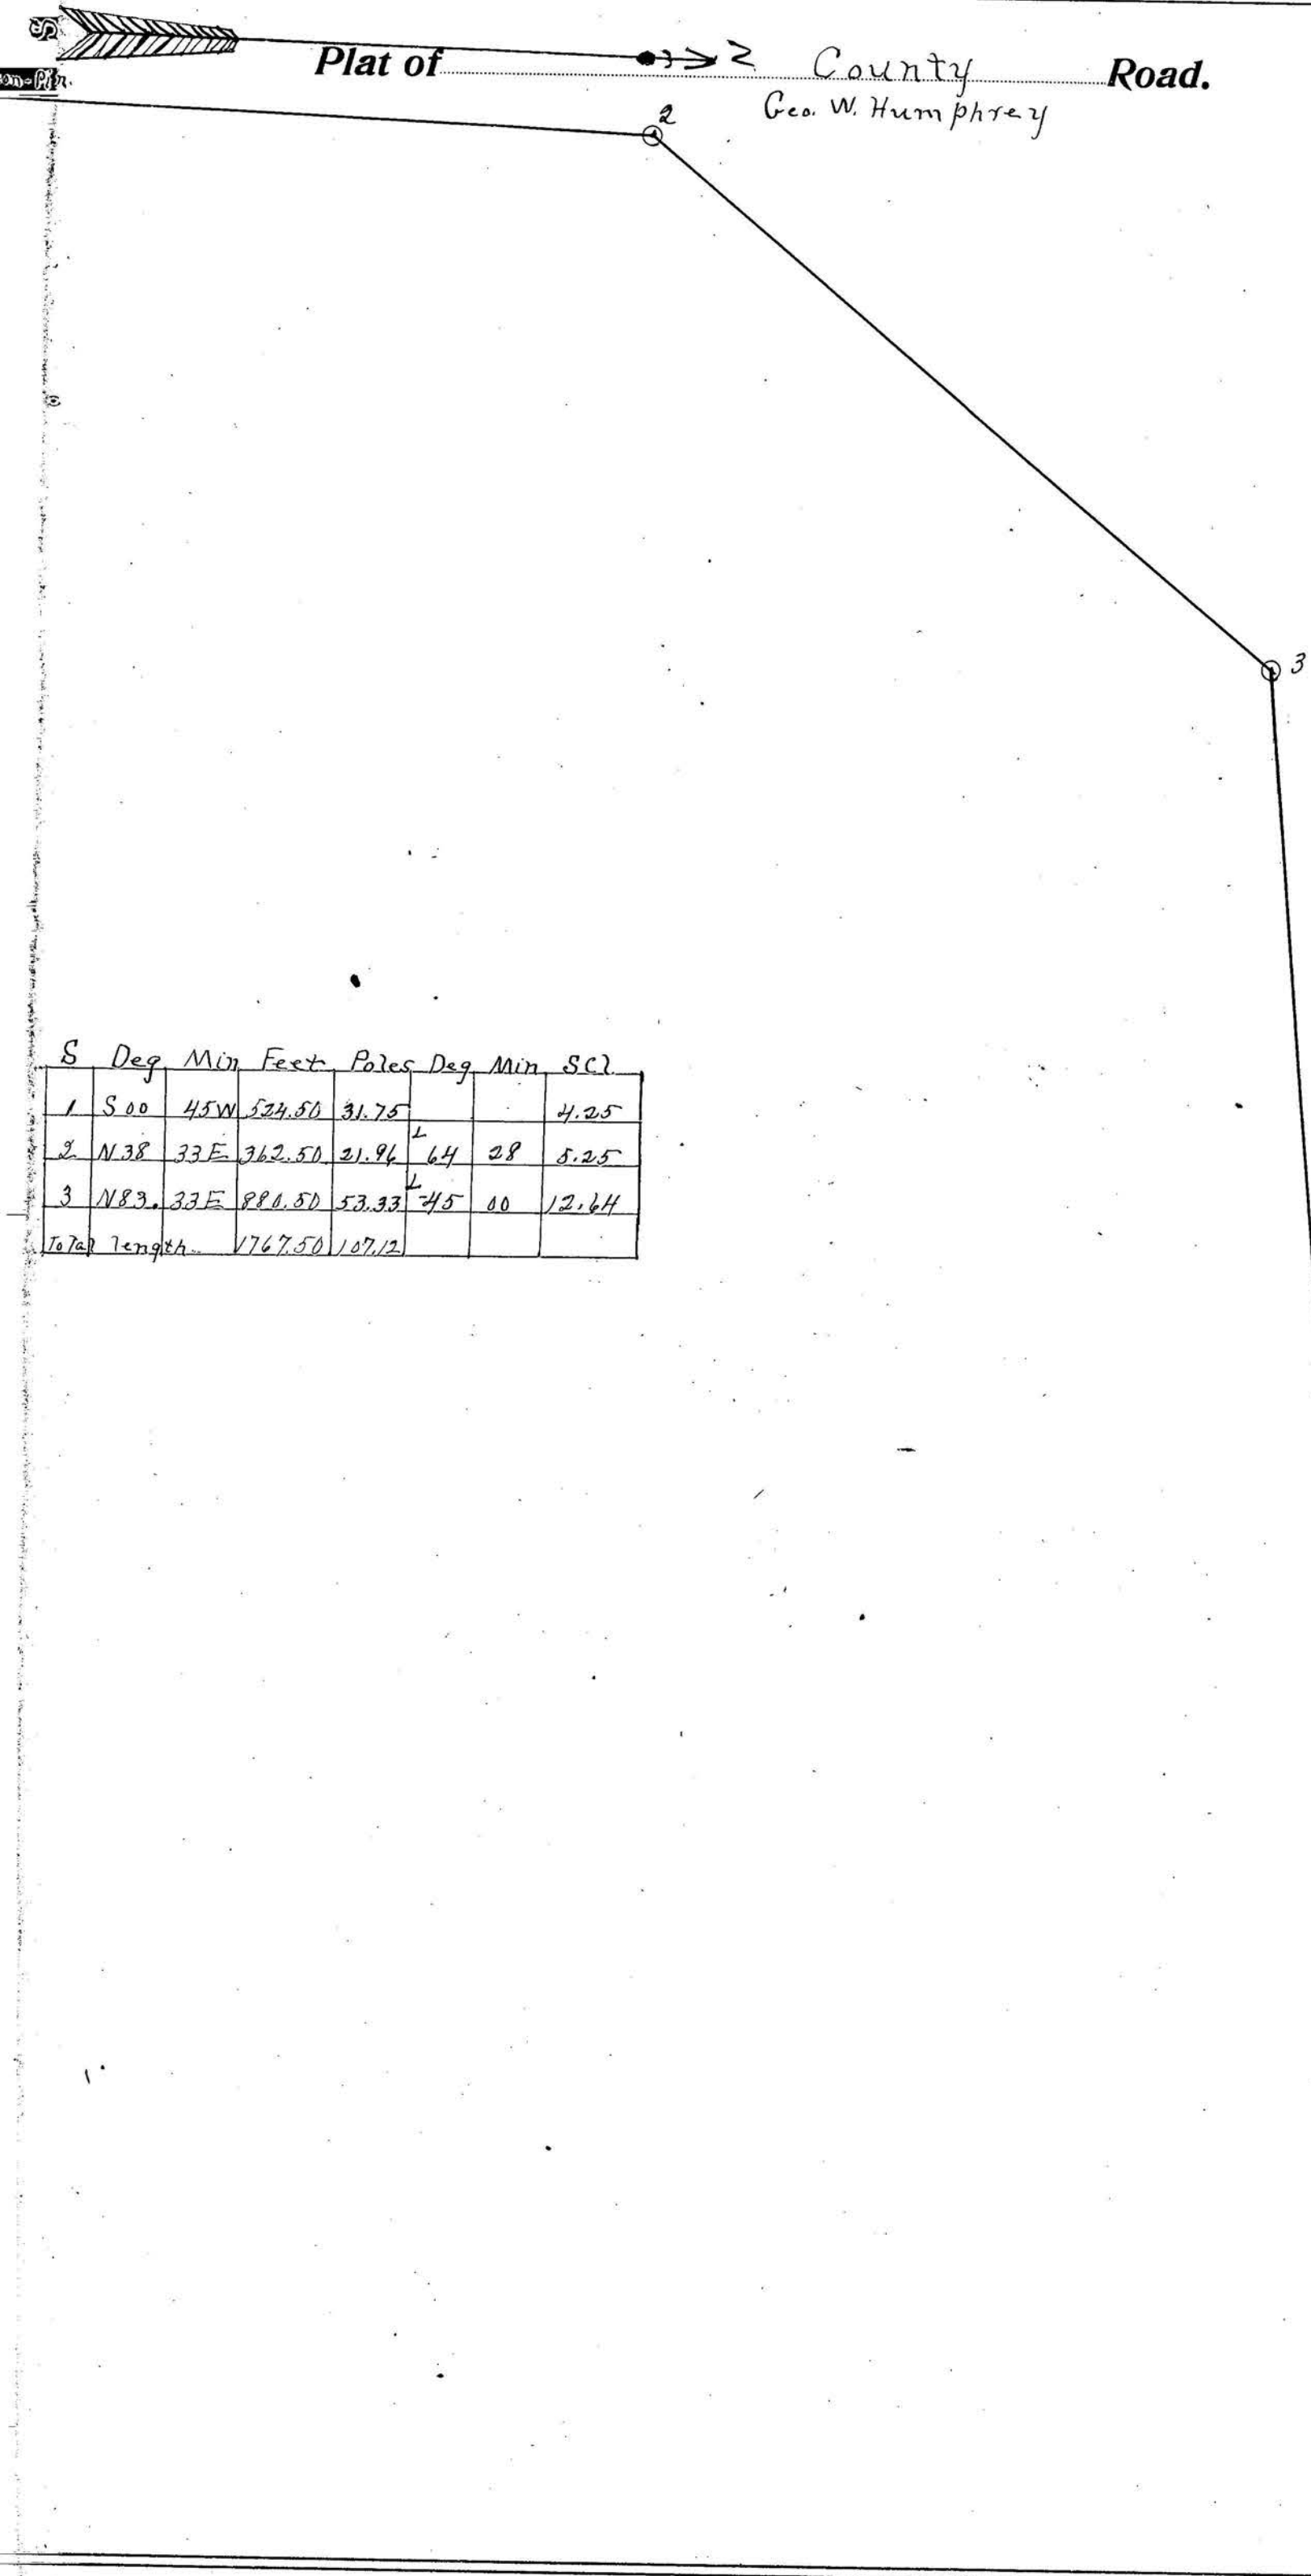 Plat of County Road.
Geo. W. Humphrey
2
3
S Deg Min Feet Poles Deg Min SCl
1 S 00 45W 524.50 31.75 4.25
2 N 38 33E 362.50 21.96 L 64 28 5.25
3 N83. 33E 880.50 53.33 L 45 00 12.64
ToTal length 1767.50 107.12